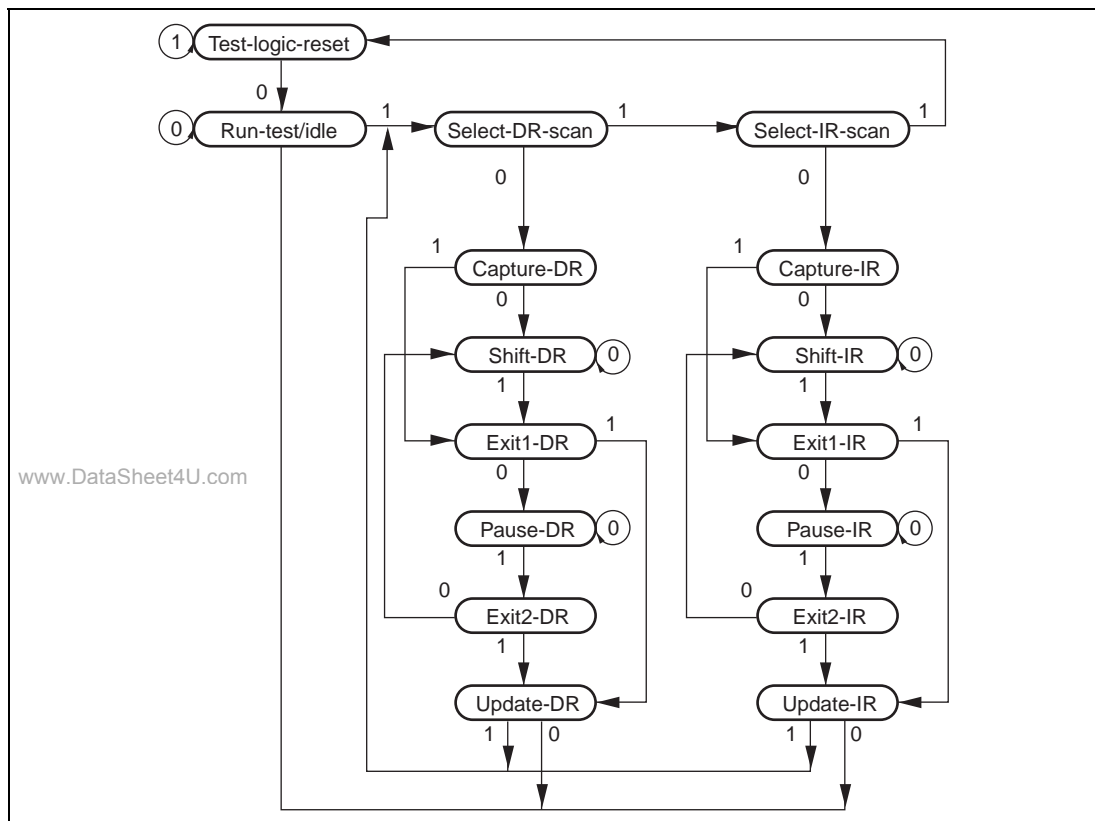 1 Test-logic-reset
0
0 Run-test/idle 1 Select-DR-scan 1 Select-IR-scan 1
0 0
1 1
Capture-DR Capture-IR
0 0
Shift-DR 0 Shift-IR 0
1 1
1 1
Exit1-DR Exit1-IR
0 0
www.DataSheet4U.com
Pause-DR 0 Pause-IR 0
1 1
0 0
Exit2-DR Exit2-IR
1 1
Update-DR Update-IR
1 0 1 0